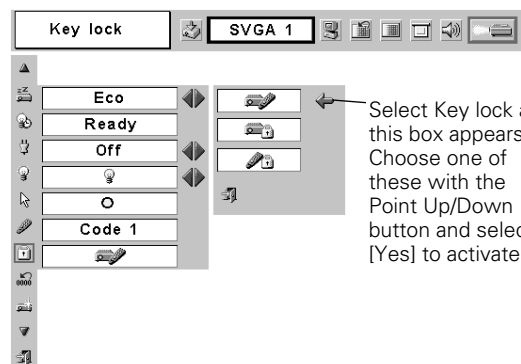 Key lock
SVGA 1
Eco
Ready
Off
Code 1
0000
Select Key lock a
this box appears
Choose one of
these with the
Point Up/Down
button and selec
[Yes] to activate